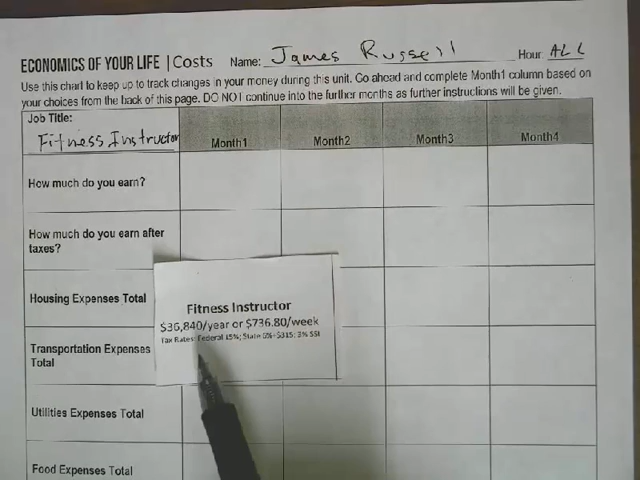 ECONOMICS OF YOUR LIFE | Costs Name: James Russell Hour: ALL
Use this chart to keep up to track changes in your money during this unit. Go ahead and complete Month1 column based on
your choices from the back of this page. DO NOT continue into the further months as further instructions will be given.
Job Title:
Fitness Instructor
Month1 Month2 Month3 Month4
How much do you earn?
How much do you earn after
taxes?
Housing Expenses Total
Fitness Instructor
$36,840/year or $736.80/week
Tax Rates: Federal 15%; State
Transportation Expenses
Total
Utilities Expenses Total
Food Expenses Total